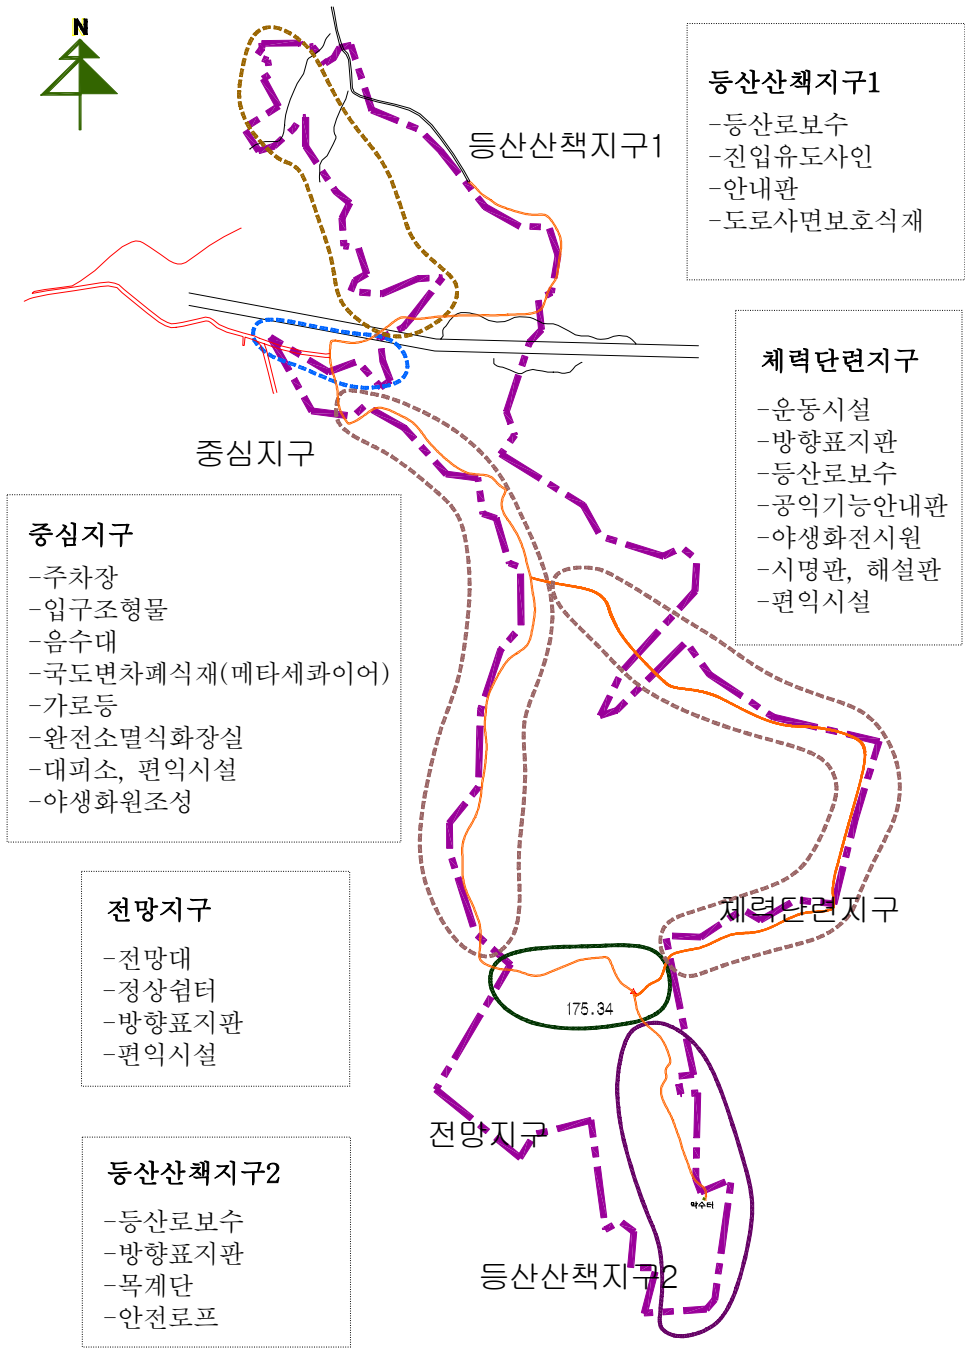 N
등산산책지구1
-등산로보수
-진입유도사인
-안내판
-도로사면보호식재
등산산책지구1
체력단련지구
-운동시설
-방향표지판
-등산로보수
-공익기능안내판
-야생화전시원
-시명판, 해설판
-편익시설
중심지구
중심지구
-주차장
-입구조형물
-음수대
-국도변차폐식재(메타세콰이어)
-가로등
-완전소멸식화장실
-대피소, 편익시설
-야생화원조성
전망지구
-전망대
-정상쉼터
-방향표지판
-편익시설
체력단련지구
175.34
전망지구
등산산책지구2
-등산로보수
-방향표지판
-목계단
-안전로프
약수터
등산산책지구2